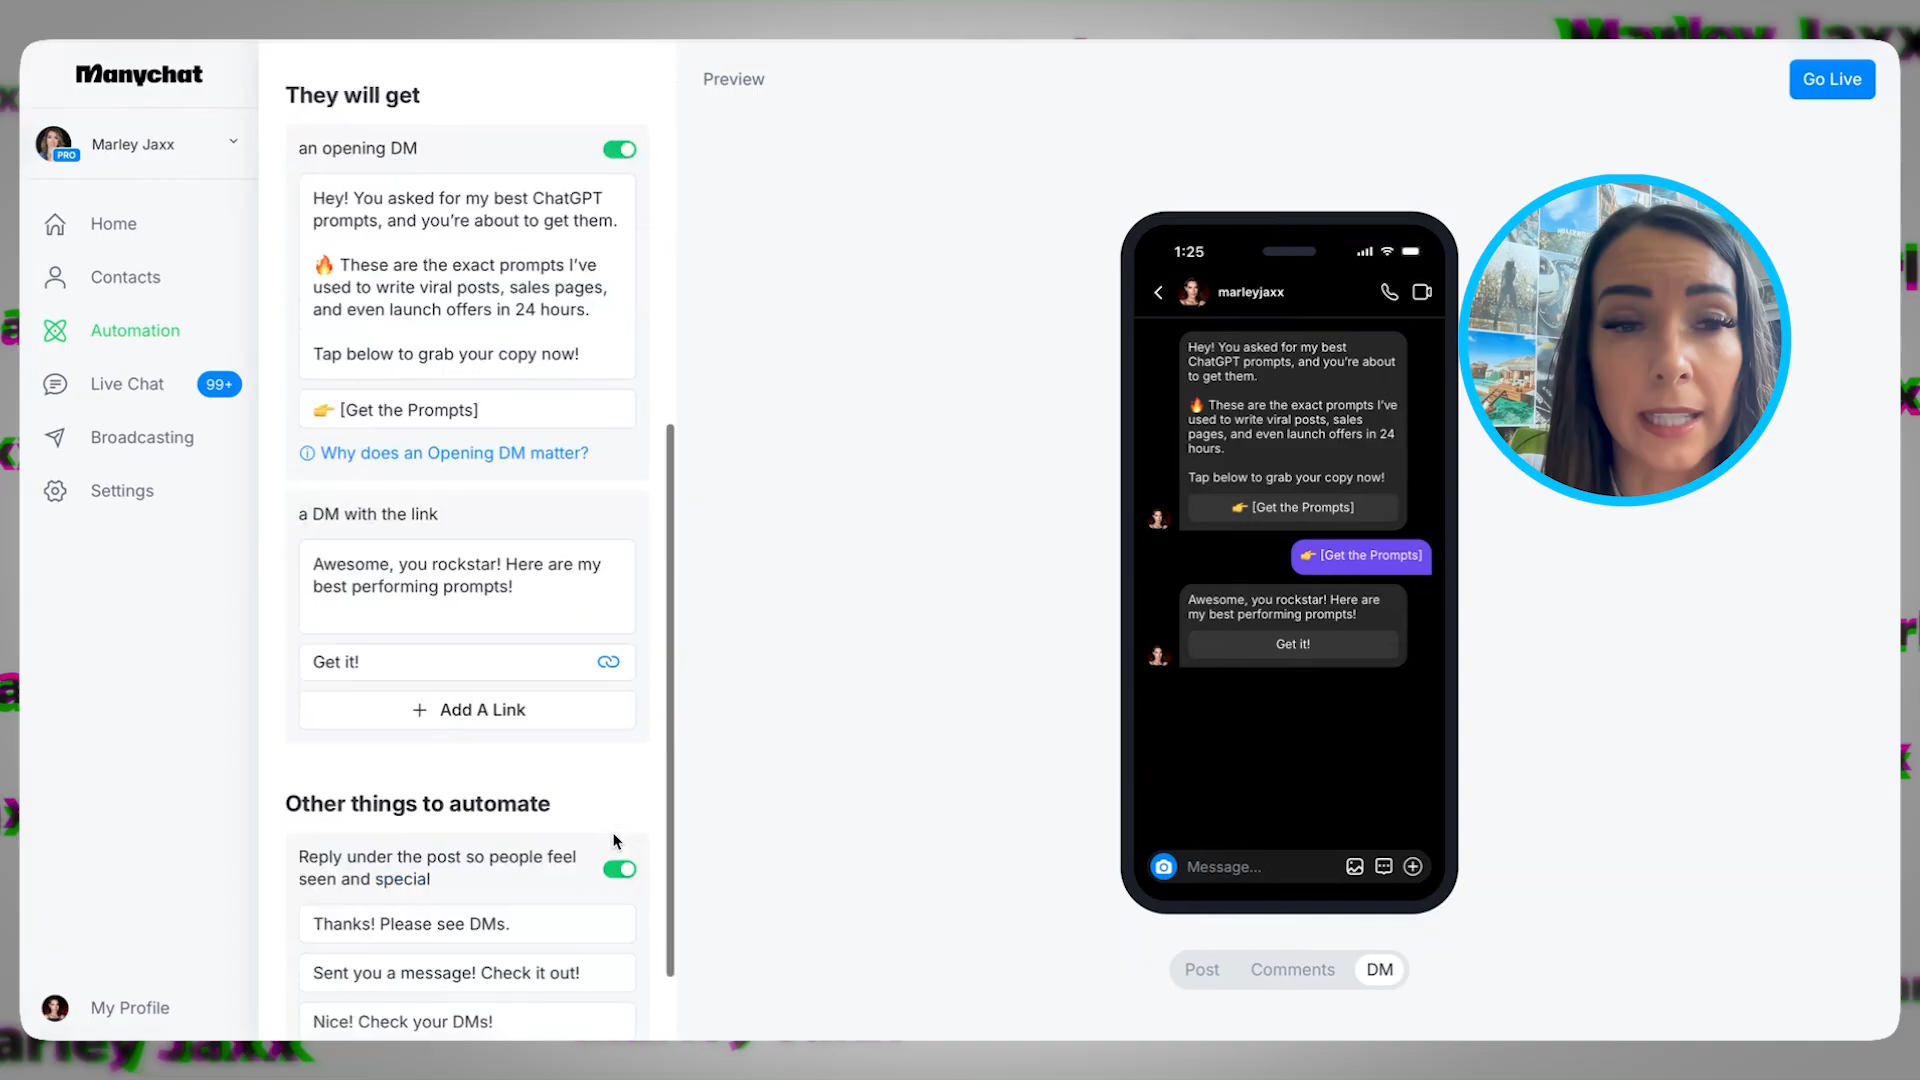 Marley Jaxx
Manychat
Marley Jaxx
PRO
Home
Contacts
Automation
Live Chat
99+
Broadcasting
Settings
My Profile
They will get
an opening DM
Hey! You asked for my best ChatGPT
prompts, and you're about to get them.
🔥 These are the exact prompts I've
used to write viral posts, sales pages,
and even launch offers in 24 hours.
Tap below to grab your copy now!
👉 [Get the Prompts]
Why does an Opening DM matter?
a DM with the link
Awesome, you rockstar! Here are my
best performing prompts!
Get it!
+ Add A Link
Other things to automate
Reply under the post so people feel
seen and special
Thanks! Please see DMs.
Sent you a message! Check it out!
Nice! Check your DMs!
Preview
Go Live
1:25
marleyjaxx
Hey! You asked for my best
ChatGPT prompts, and you're about
to get them.
🔥 These are the exact prompts I've
used to write viral posts, sales
pages, and even launch offers in 24
hours.
Tap below to grab your copy now!
👉 [Get the Prompts]
👉 [Get the Prompts]
Awesome, you rockstar! Here are
my best performing prompts!
Get it!
Message...
Post
Comments
DM